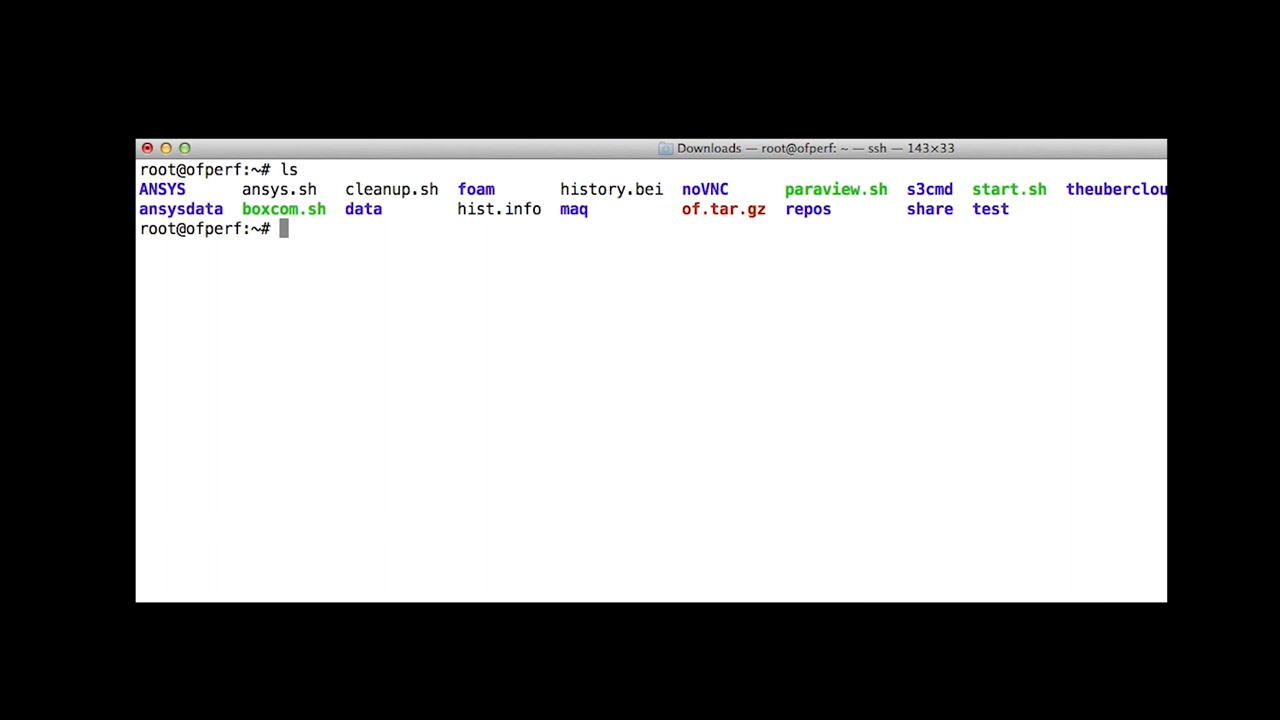 Downloads — root@ofperf: ~ — ssh — 143×33
root@ofperf:~# ls
ANSYS ansys.sh cleanup.sh foam history.bei noVNC paraview.sh s3cmd start.sh theuberclou
ansysdata boxcom.sh data hist.info maq of.tar.gz repos share test
root@ofperf:~#